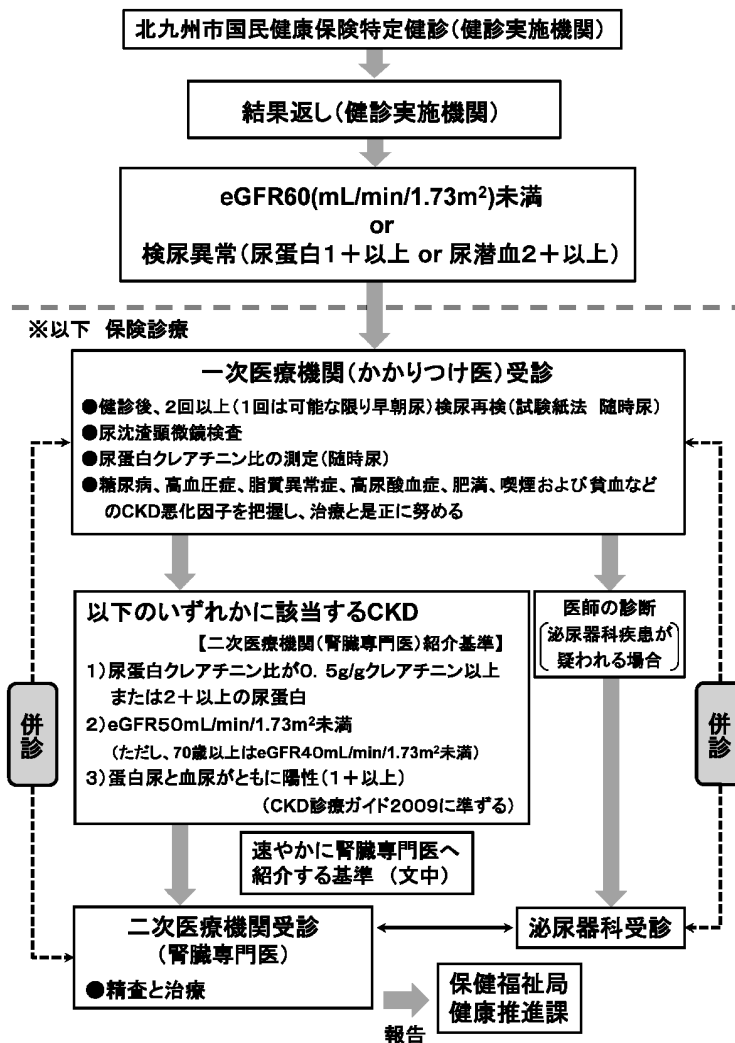 北九州市国民健康保険特定健診(健診実施機関)
結果返し(健診実施機関)
eGFR60(mL/min/1.73m²)未満
or
検尿異常(尿蛋白1+以上 or 尿潜血2+以上)
※以下 保険診療
一次医療機関(かかりつけ医)受診
●健診後、2回以上(1回は可能な限り早朝尿)検尿再検(試験紙法 随時尿)
●尿沈渣顕微鏡検査
●尿蛋白クレアチニン比の測定(随時尿)
●糖尿病、高血圧症、脂質異常症、高尿酸血症、肥満、喫煙および貧血など
のCKD悪化因子を把握し、治療と是正に努める
以下のいずれかに該当するCKD
【二次医療機関(腎臓専門医)紹介基準】
1)尿蛋白クレアチニン比が0.5g/gクレアチニン以上
または2+以上の尿蛋白
2)eGFR50mL/min/1.73m²未満
(ただし、70歳以上はeGFR40mL/min/1.73m²未満)
3)蛋白尿と血尿がともに陽性(1+以上)
(CKD診療ガイド2009に準ずる)
医師の診断
泌尿器科疾患が
疑われる場合
併診
併診
速やかに腎臓専門医へ
紹介する基準 (文中)
二次医療機関受診
(腎臓専門医)
●精査と治療
泌尿器科受診
報告
保健福祉局
健康推進課